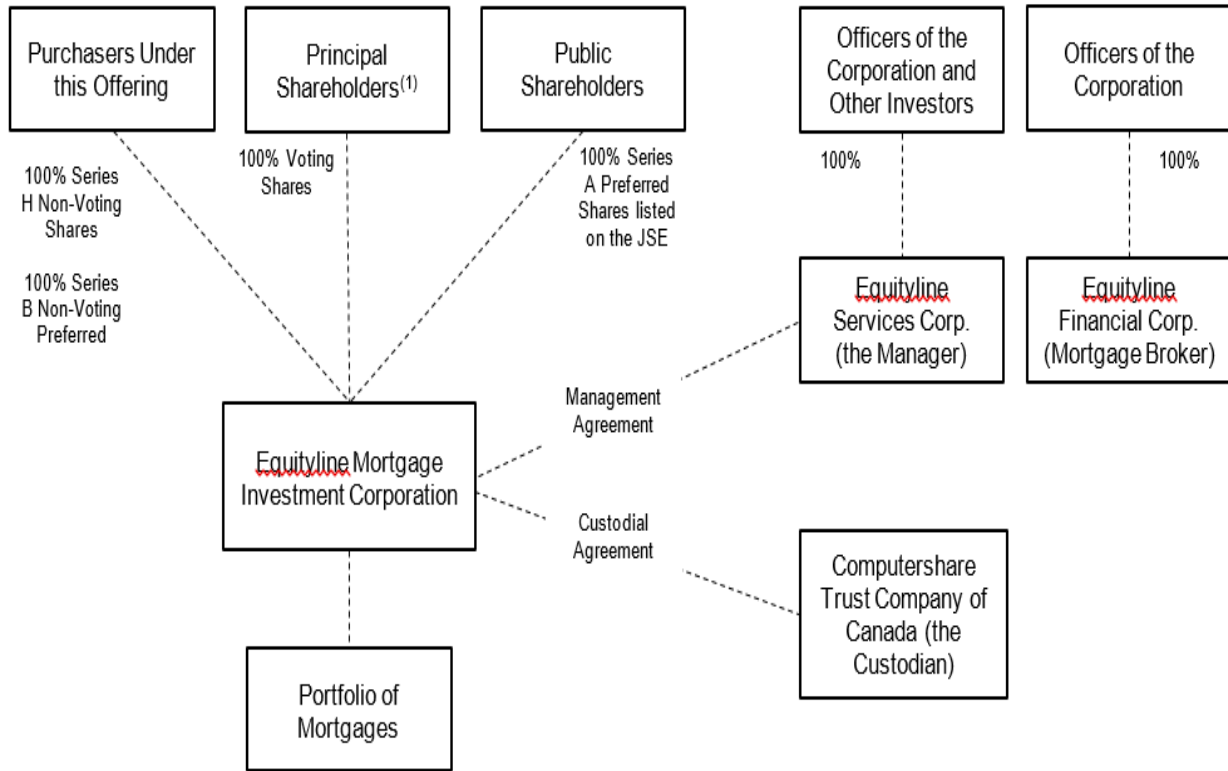 Purchasers Under
this Offering
Principal
Shareholders(1)
Public
Shareholders
Officers of the
Corporation and
Other Investors
Officers of the
Corporation
100% Series
H Non-Voting
Shares
100% Series
B Non-Voting
Preferred
100% Voting
Shares
100% Series
A Preferred
Shares listed
on the JSE
100%
100%
Equityline
Services Corp.
(the Manager)
Equityline
Financial Corp.
(Mortgage Broker)
Management
Agreement
Equityline Mortgage
Investment Corporation
Custodial
Agreement
Computershare
Trust Company of
Canada (the
Custodian)
Portfolio of
Mortgages